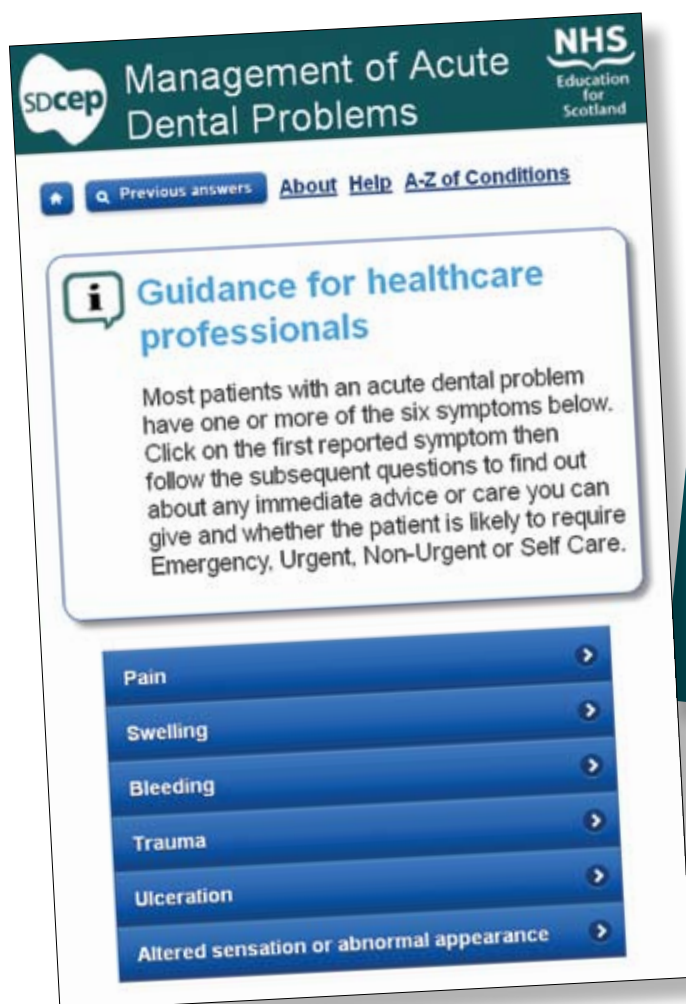 SDcep
Management of Acute
Dental Problems
NHS
Education
for
Scotland
Previous answers About Help A-Z of Conditions
i
Guidance for healthcare
professionals
Most patients with an acute dental problem
have one or more of the six symptoms below.
Click on the first reported symptom then
follow the subsequent questions to find out
about any immediate advice or care you can
give and whether the patient is likely to require
Emergency, Urgent, Non-Urgent or Self Care.
Pain
Swelling
Bleeding
Trauma
Ulceration
Altered sensation or abnormal appearance